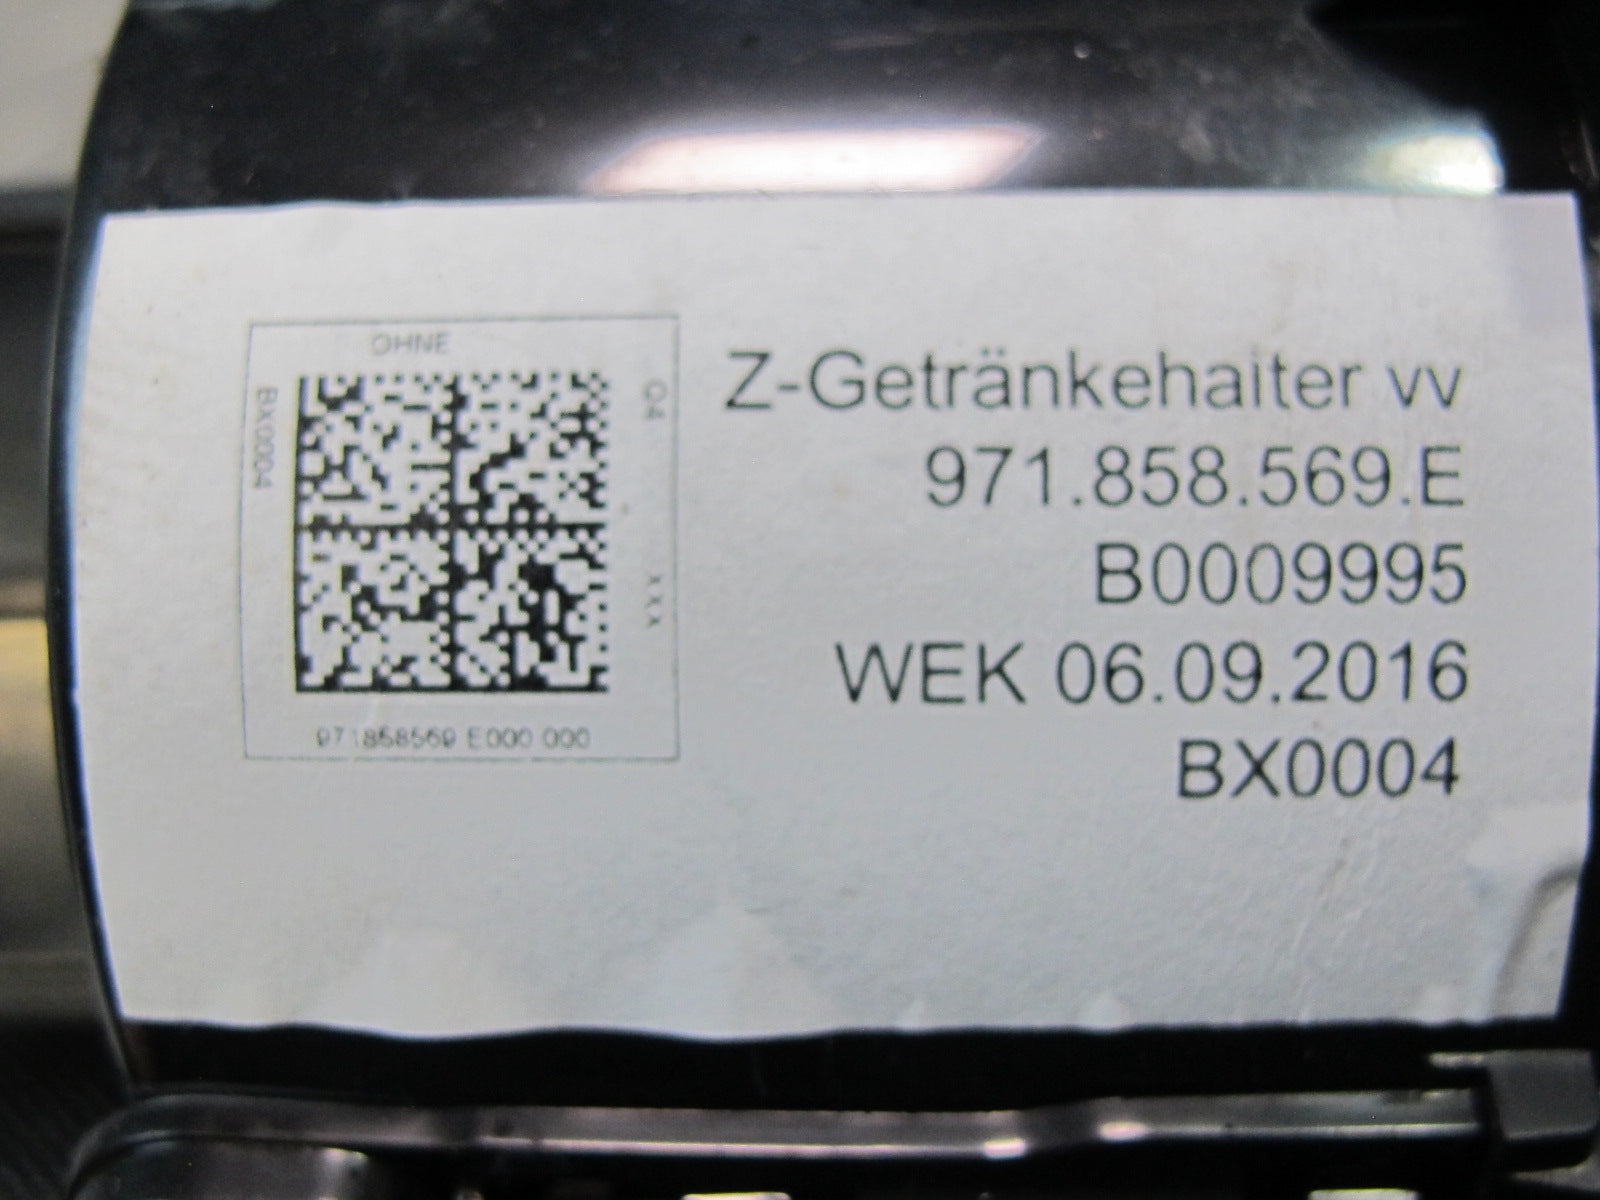 OHNE
BX0004
Q4
xxx
971858569 E000 000
Z-Getränkehaiter vv
971.858.569.E
B0009995
WEK 06.09.2016
BX0004